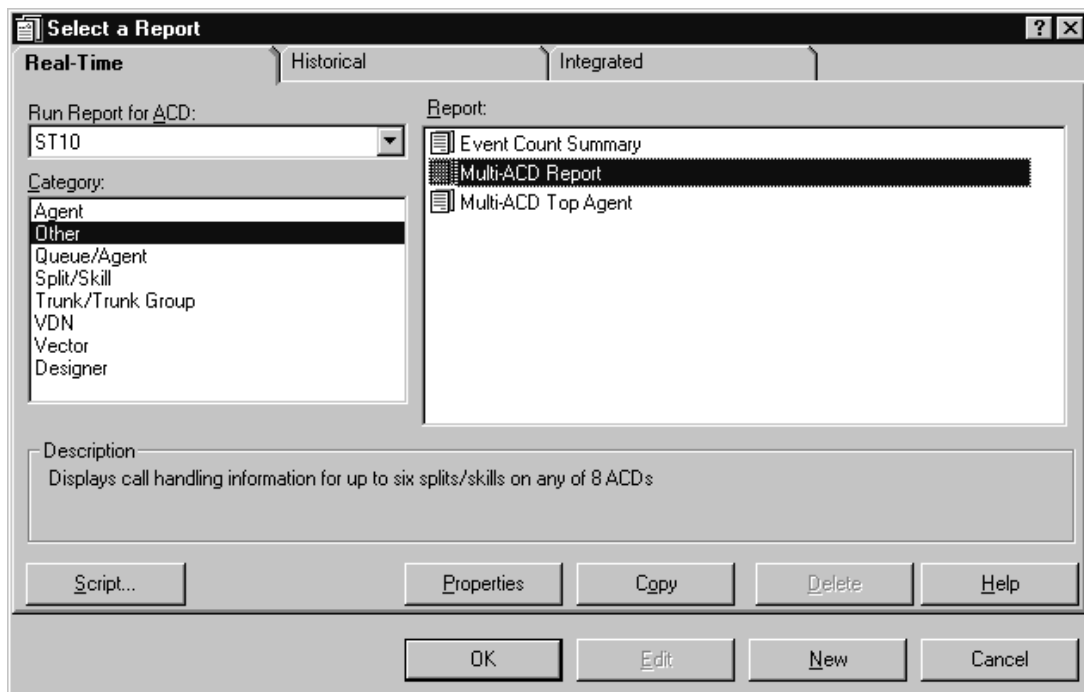 Select a Report
Real-Time
Historical
Integrated
Run Report for ACD:
ST10
Category:
Agent
Other
Queue/Agent
Split/Skill
Trunk/Trunk Group
VDN
Vector
Designer
Report:
Event Count Summary
Multi-ACD Report
Multi-ACD Top Agent
Description
Displays call handling information for up to six splits/skills on any of 8 ACDs
Script...
Properties
Copy
Delete
Help
OK
Edit
New
Cancel